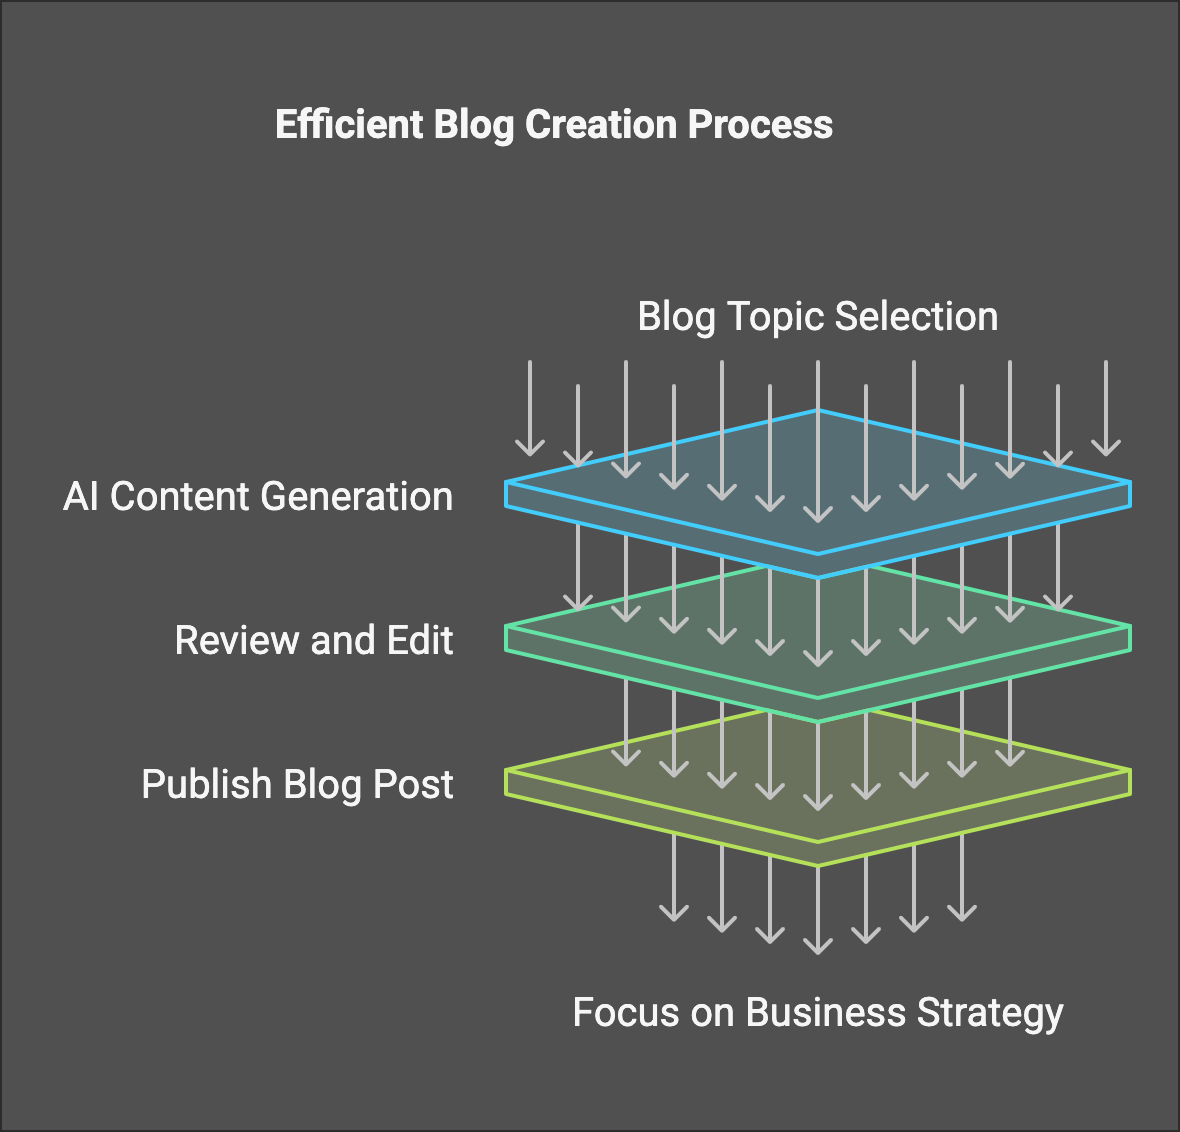 Efficient Blog Creation Process
Blog Topic Selection
AI Content Generation
Review and Edit
Publish Blog Post
Focus on Business Strategy